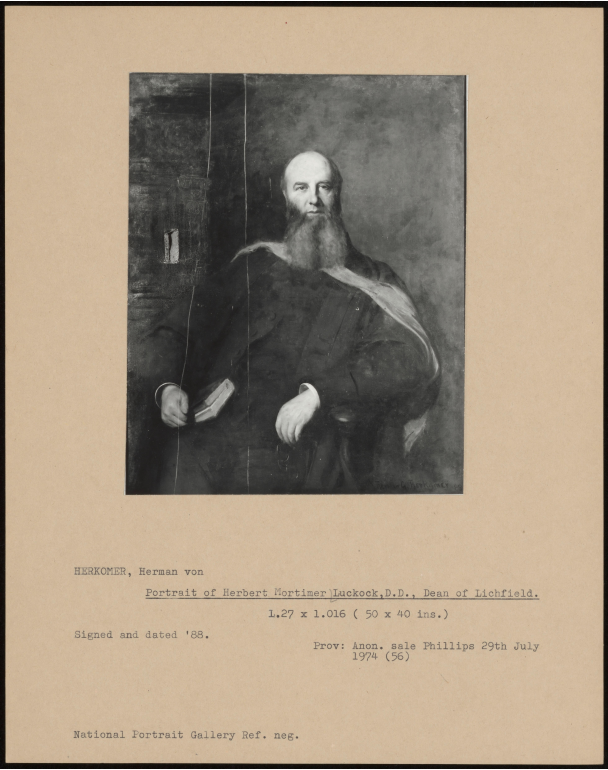 HERKOMER, Herman von
Portrait of Herbert Mortimer Luckock,D.D., Dean of Lichfield.
1.27 x 1.016 ( 50 x 40 ins.)
Signed and dated '88.
Prov: Anon. sale Phillips 29th July
1974 (56)
National Portrait Gallery Ref. neg.